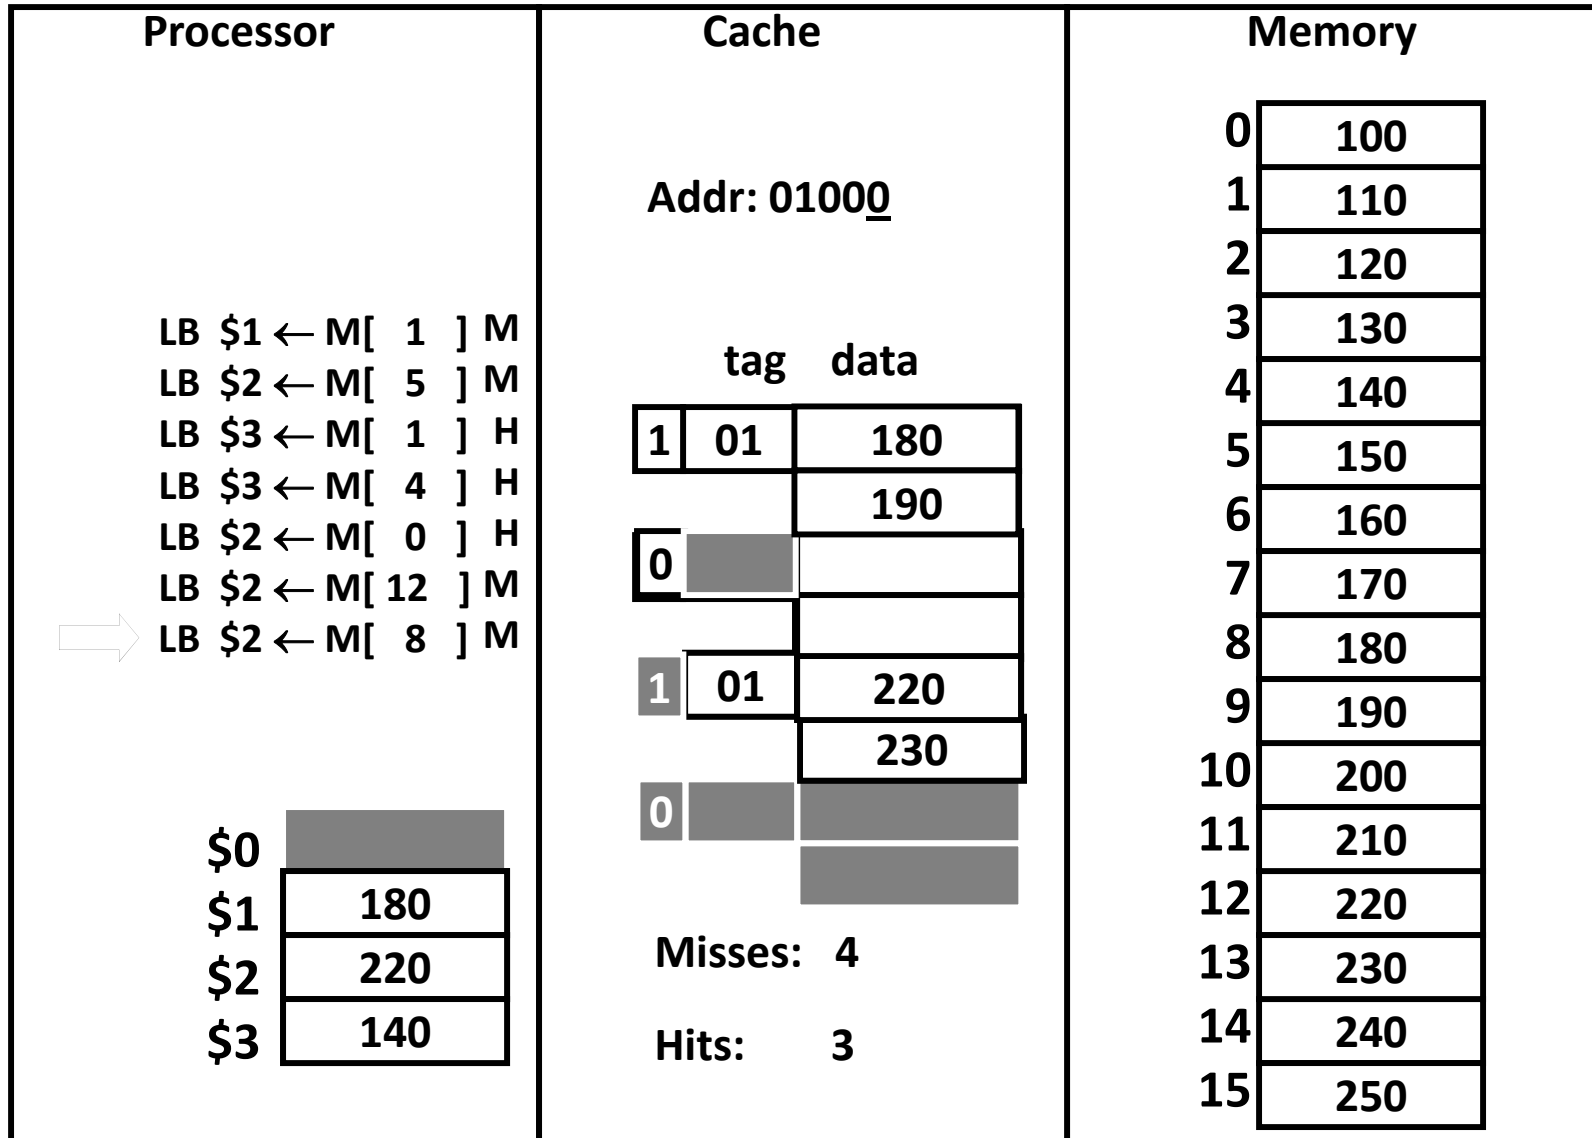 Processor
LB $1 ← M[ 1 ] M
LB $2 ← M[ 5 ] M
LB $3 ← M[ 1 ] H
LB $3 ← M[ 4 ] H
LB $2 ← M[ 0 ] H
LB $2 ← M[ 12 ] M
LB $2 ← M[ 8 ] M
$0
$1 180
$2 220
$3 140
Cache
Addr: 01000
tag data
1 01 180
190
0
1 01 220
230
0
Misses: 4
Hits: 3
Memory
0 100
1 110
2 120
3 130
4 140
5 150
6 160
7 170
8 180
9 190
10 200
11 210
12 220
13 230
14 240
15 250